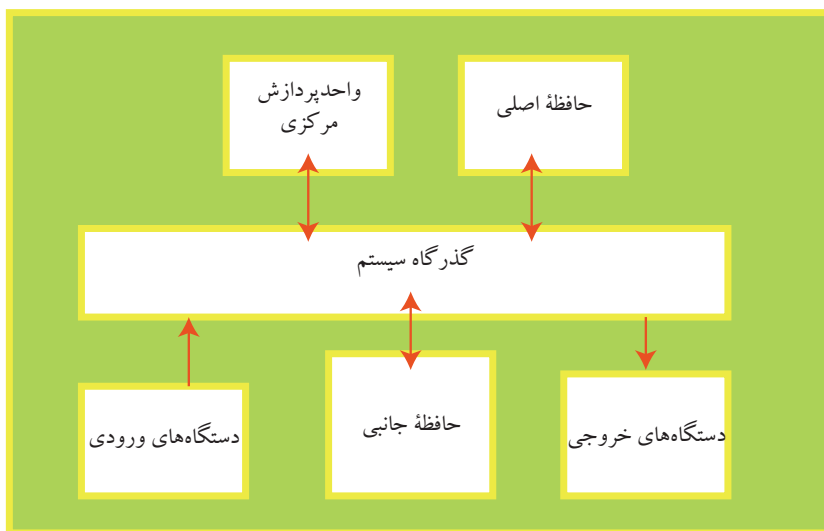 حافظهٔ اصلی
واحدپردازش
مرکزی
گذرگاه سیستم
دستگاه‌های خروجی
حافظهٔ جانبی
دستگاه‌های ورودی